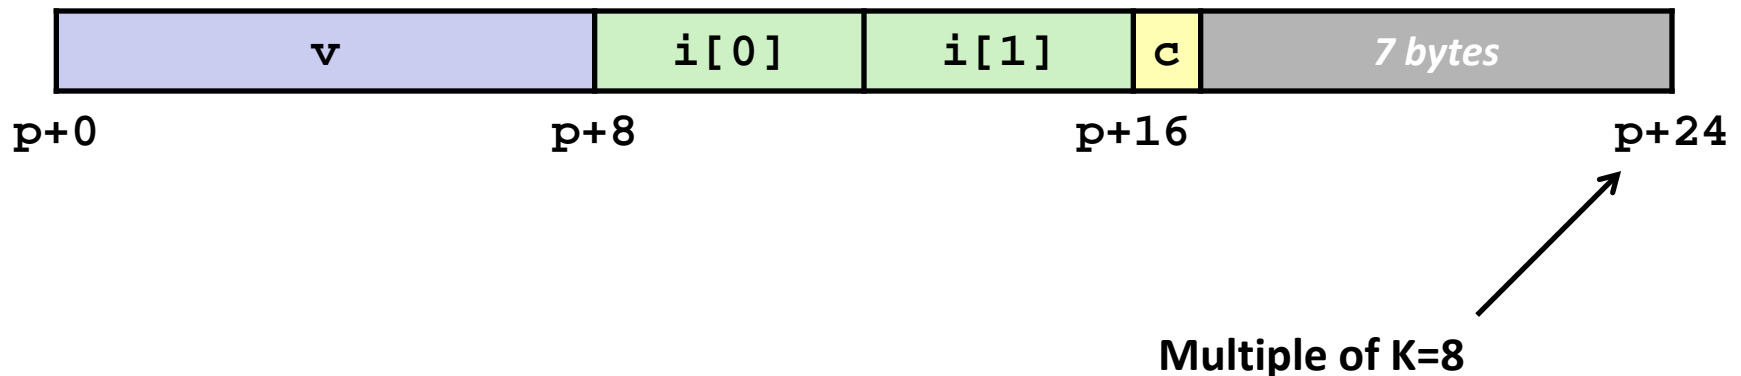 v i[0] i[1] c 7 bytes
p+0 p+8 p+16 p+24
Multiple of K=8